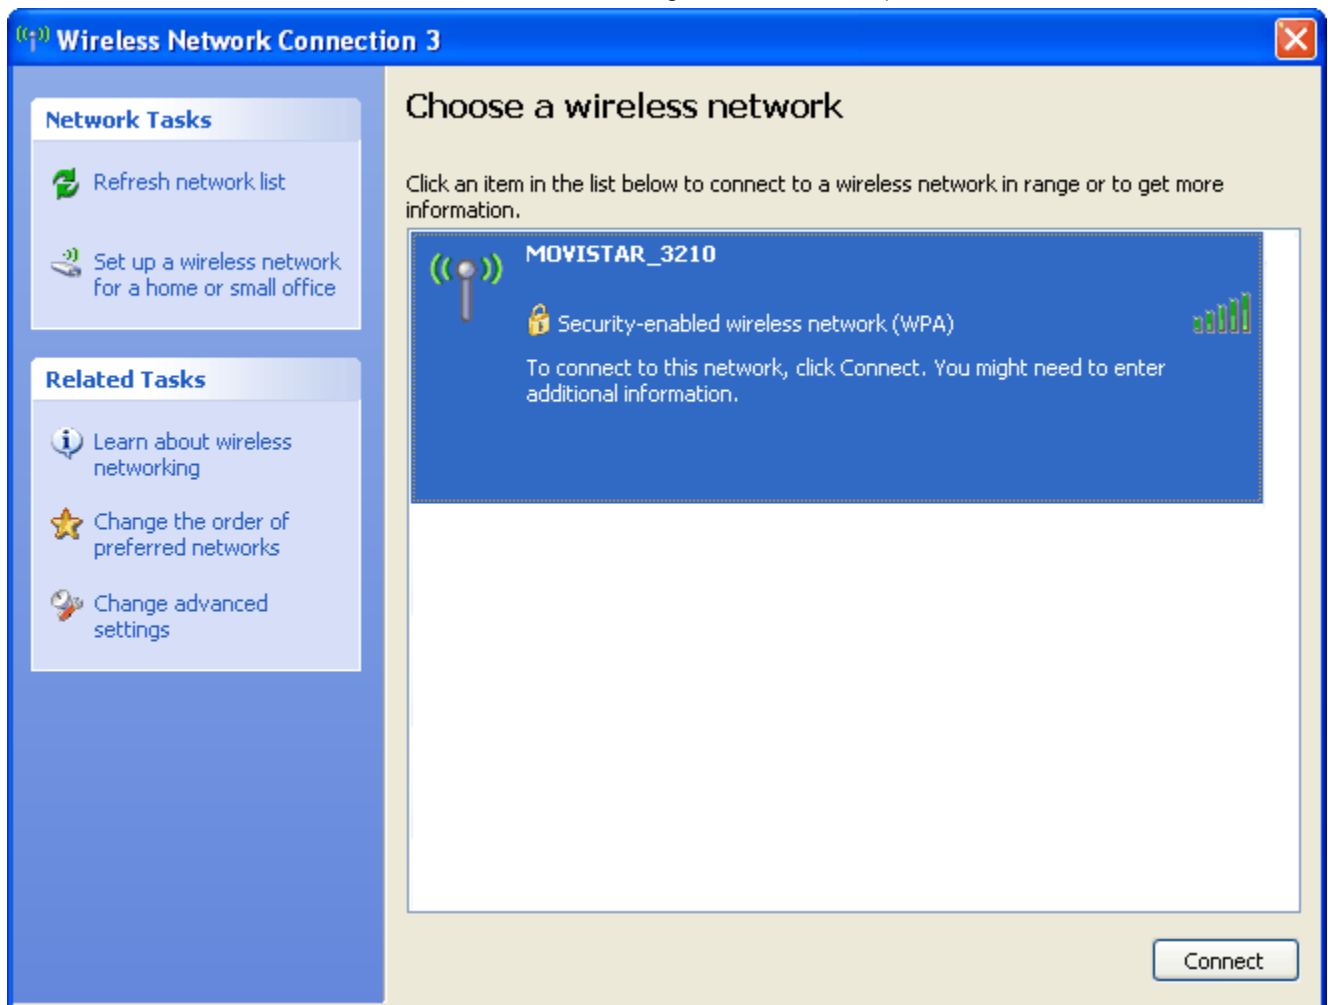 Wireless Network Connection 3
Network Tasks
Refresh network list
Set up a wireless network
for a home or small office
Related Tasks
Learn about wireless
networking
Change the order of
preferred networks
Change advanced
settings
Choose a wireless network
Click an item in the list below to connect to a wireless network in range or to get more
information.
MOVISTAR_3210
Security-enabled wireless network (WPA)
To connect to this network, click Connect. You might need to enter
additional information.
Connect